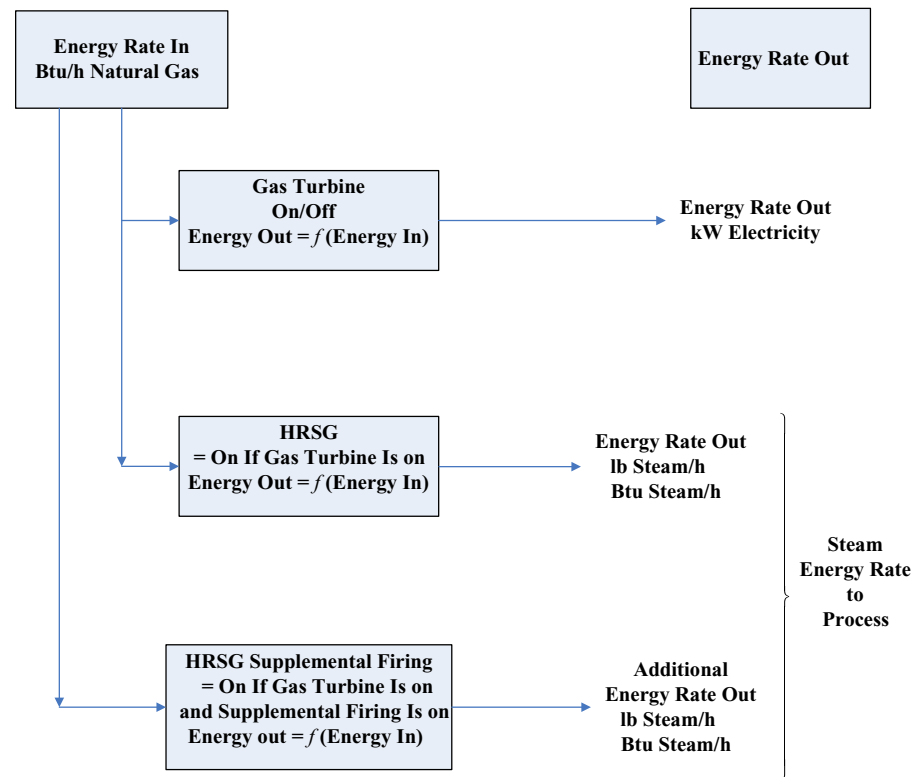 Energy Rate In
Btu/h Natural Gas
Energy Rate Out
Gas Turbine
On/Off
Energy Out = f (Energy In)
Energy Rate Out
kW Electricity
HRSG
= On If Gas Turbine Is on
Energy Out = f (Energy In)
Energy Rate Out
lb Steam/h
Btu Steam/h
Steam
Energy Rate
to
Process
HRSG Supplemental Firing
= On If Gas Turbine Is on
and Supplemental Firing Is on
Energy out = f (Energy In)
Additional
Energy Rate Out
lb Steam/h
Btu Steam/h